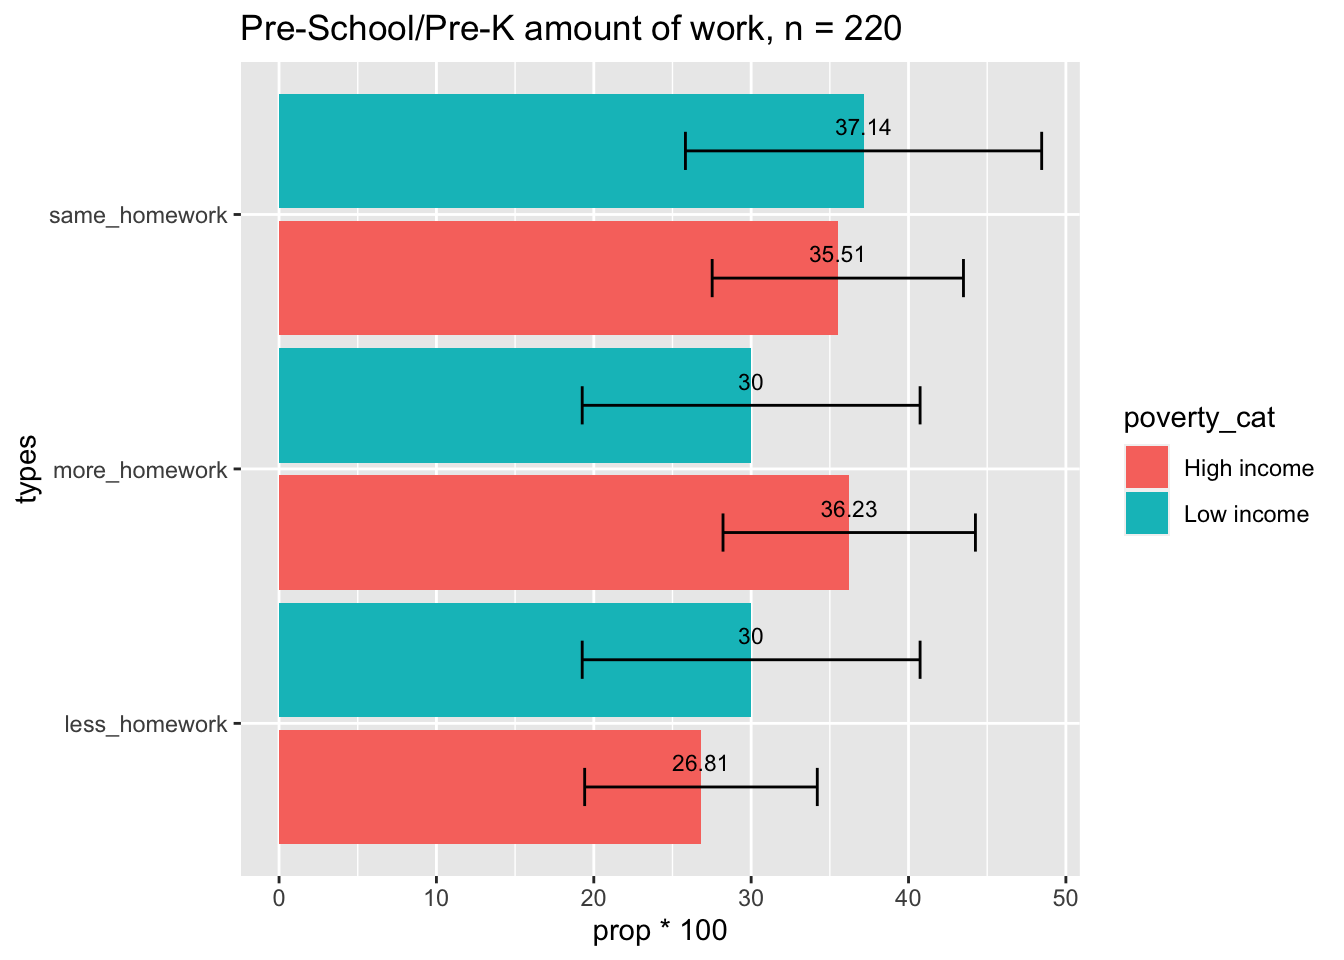 Pre-School/Pre-K amount of work, n = 220
37.14
same_homework
35.51
30
types
more_homework
36.23
30
less_homework
26.81
0 10 20 30 40 50
prop * 100
poverty_cat
High income
Low income